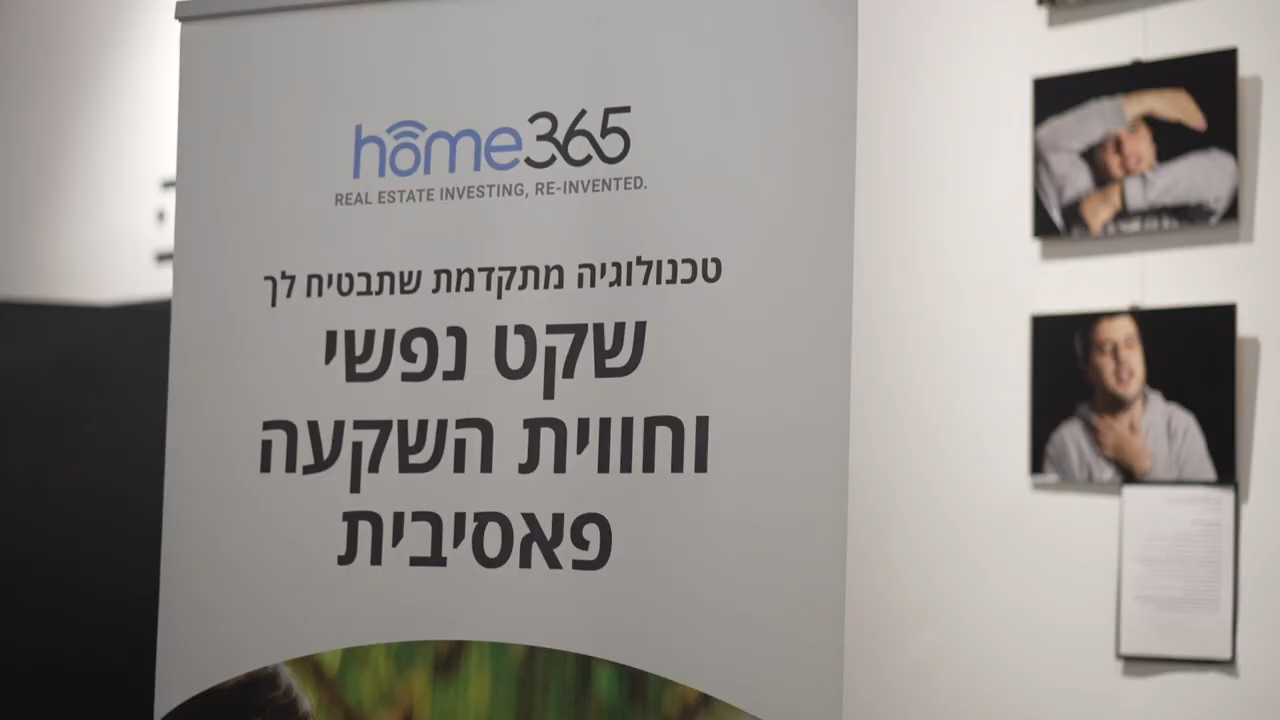 home365
REAL ESTATE INVESTING, RE-INVENTED.
טכנולוגיה מתקדמת שתבטיח לך
שקט נפשי
וחווית השקעה
פאסיבית